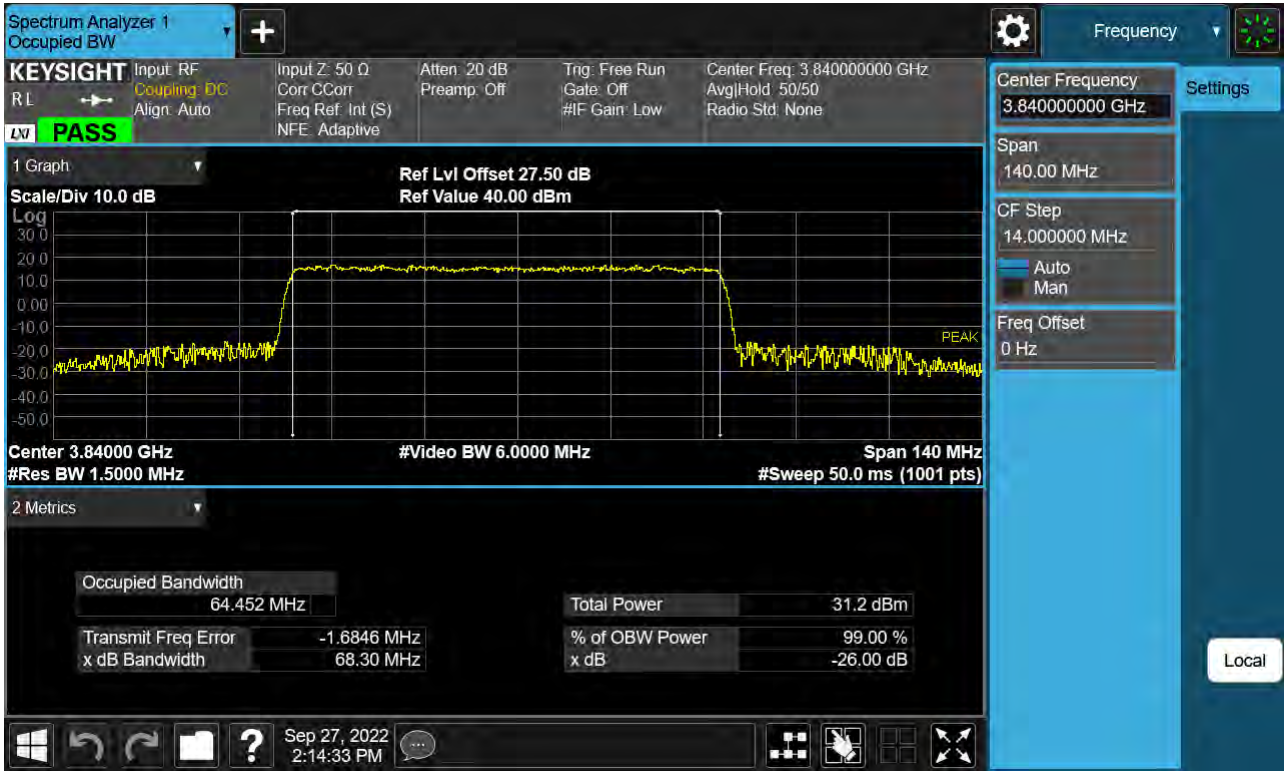 Spectrum Analyzer 1
Occupied BW
+
Frequency
KEYSIGHT
RL
LXI
PASS
Input: RF
Coupling: DC
Align: Auto
Input Z: 50 Ω
Corr CCorr
Freq Ref: Int (S)
NFE: Adaptive
Atten: 20 dB
Preamp: Off
Trig: Free Run
Gate: Off
#IF Gain: Low
Center Freq: 3.840000000 GHz
Avg|Hold: 50/50
Radio Std: None
Center Frequency
3.840000000 GHz
Settings
Span
140.00 MHz
CF Step
14.000000 MHz
Auto
Man
Freq Offset
0 Hz
Local
1 Graph
Scale/Div 10.0 dB
Ref Lvl Offset 27.50 dB
Ref Value 40.00 dBm
Log
30.0
20.0
10.0
0.00
-10.0
-20.0
-30.0
-40.0
-50.0
PEAK
Center 3.84000 GHz
#Video BW 6.0000 MHz
Span 140 MHz
#Res BW 1.5000 MHz
#Sweep 50.0 ms (1001 pts)
2 Metrics
Occupied Bandwidth
64.452 MHz
Total Power 31.2 dBm
Transmit Freq Error -1.6846 MHz
% of OBW Power 99.00 %
x dB Bandwidth 68.30 MHz
x dB -26.00 dB
?
Sep 27, 2022
2:14:33 PM